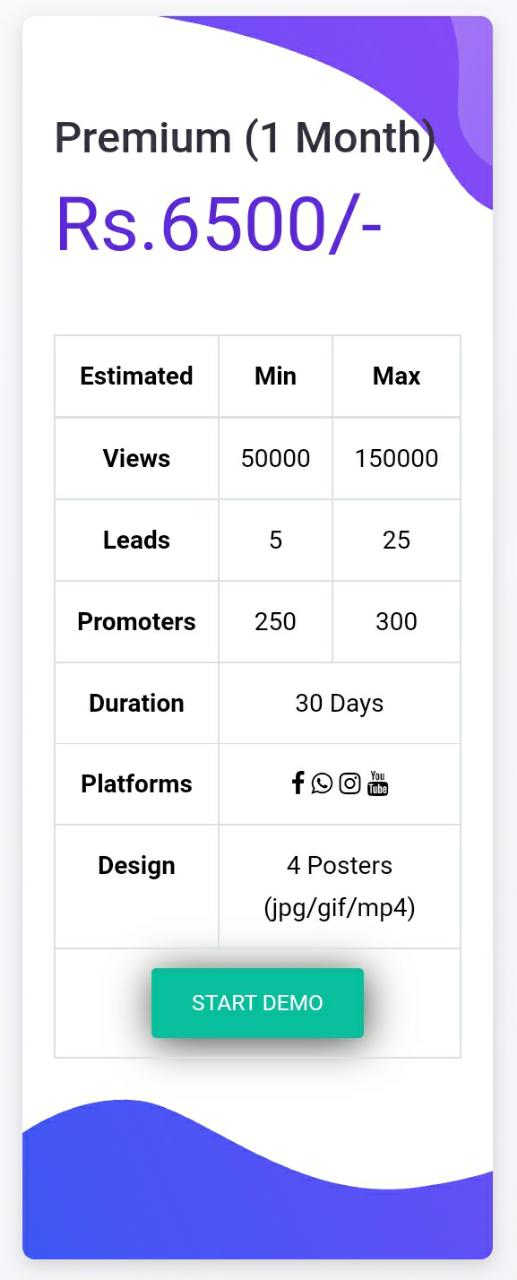 Premium (1 Month)
Rs.6500/-
Estimated Min Max
Views 50000 150000
Leads 5 25
Promoters 250 300
Duration 30 Days
Platforms You Tube
Design 4 Posters
(jpg/gif/mp4)
START DEMO